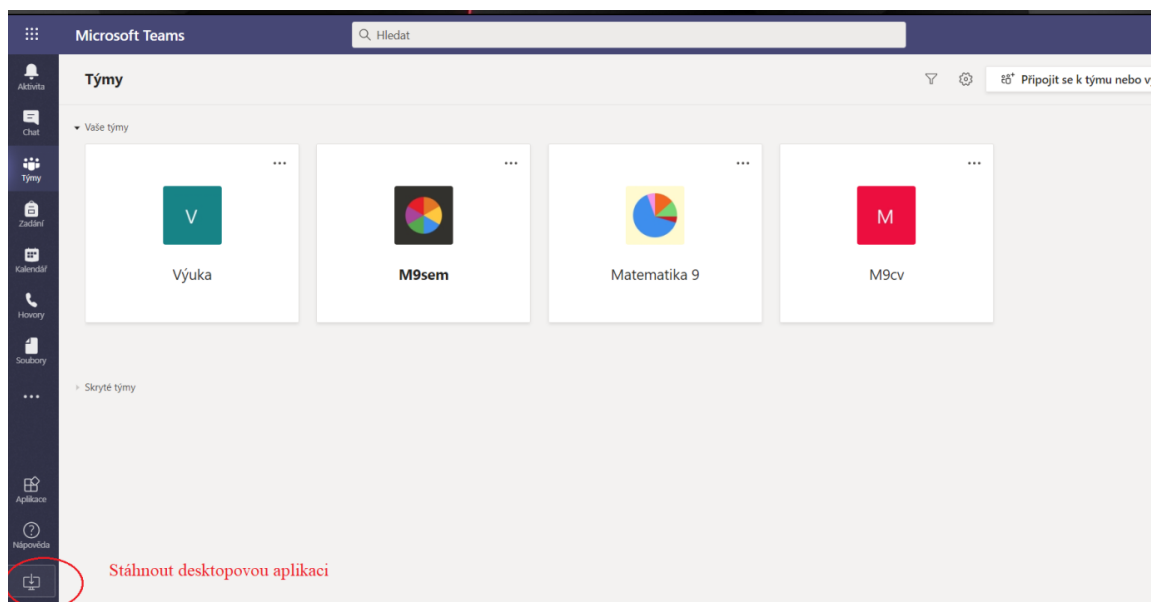 Microsoft Teams
Hledat
Aktivita
Chat
Týmy
Zadání
Kalendář
Hovory
Soubory
Aplikace
Nápověda
Týmy
Připojit se k týmu nebo v
Vaše týmy
V
Výuka
M9sem
Matematika 9
M
M9cv
Skryté týmy
Stáhnout desktopovou aplikaci